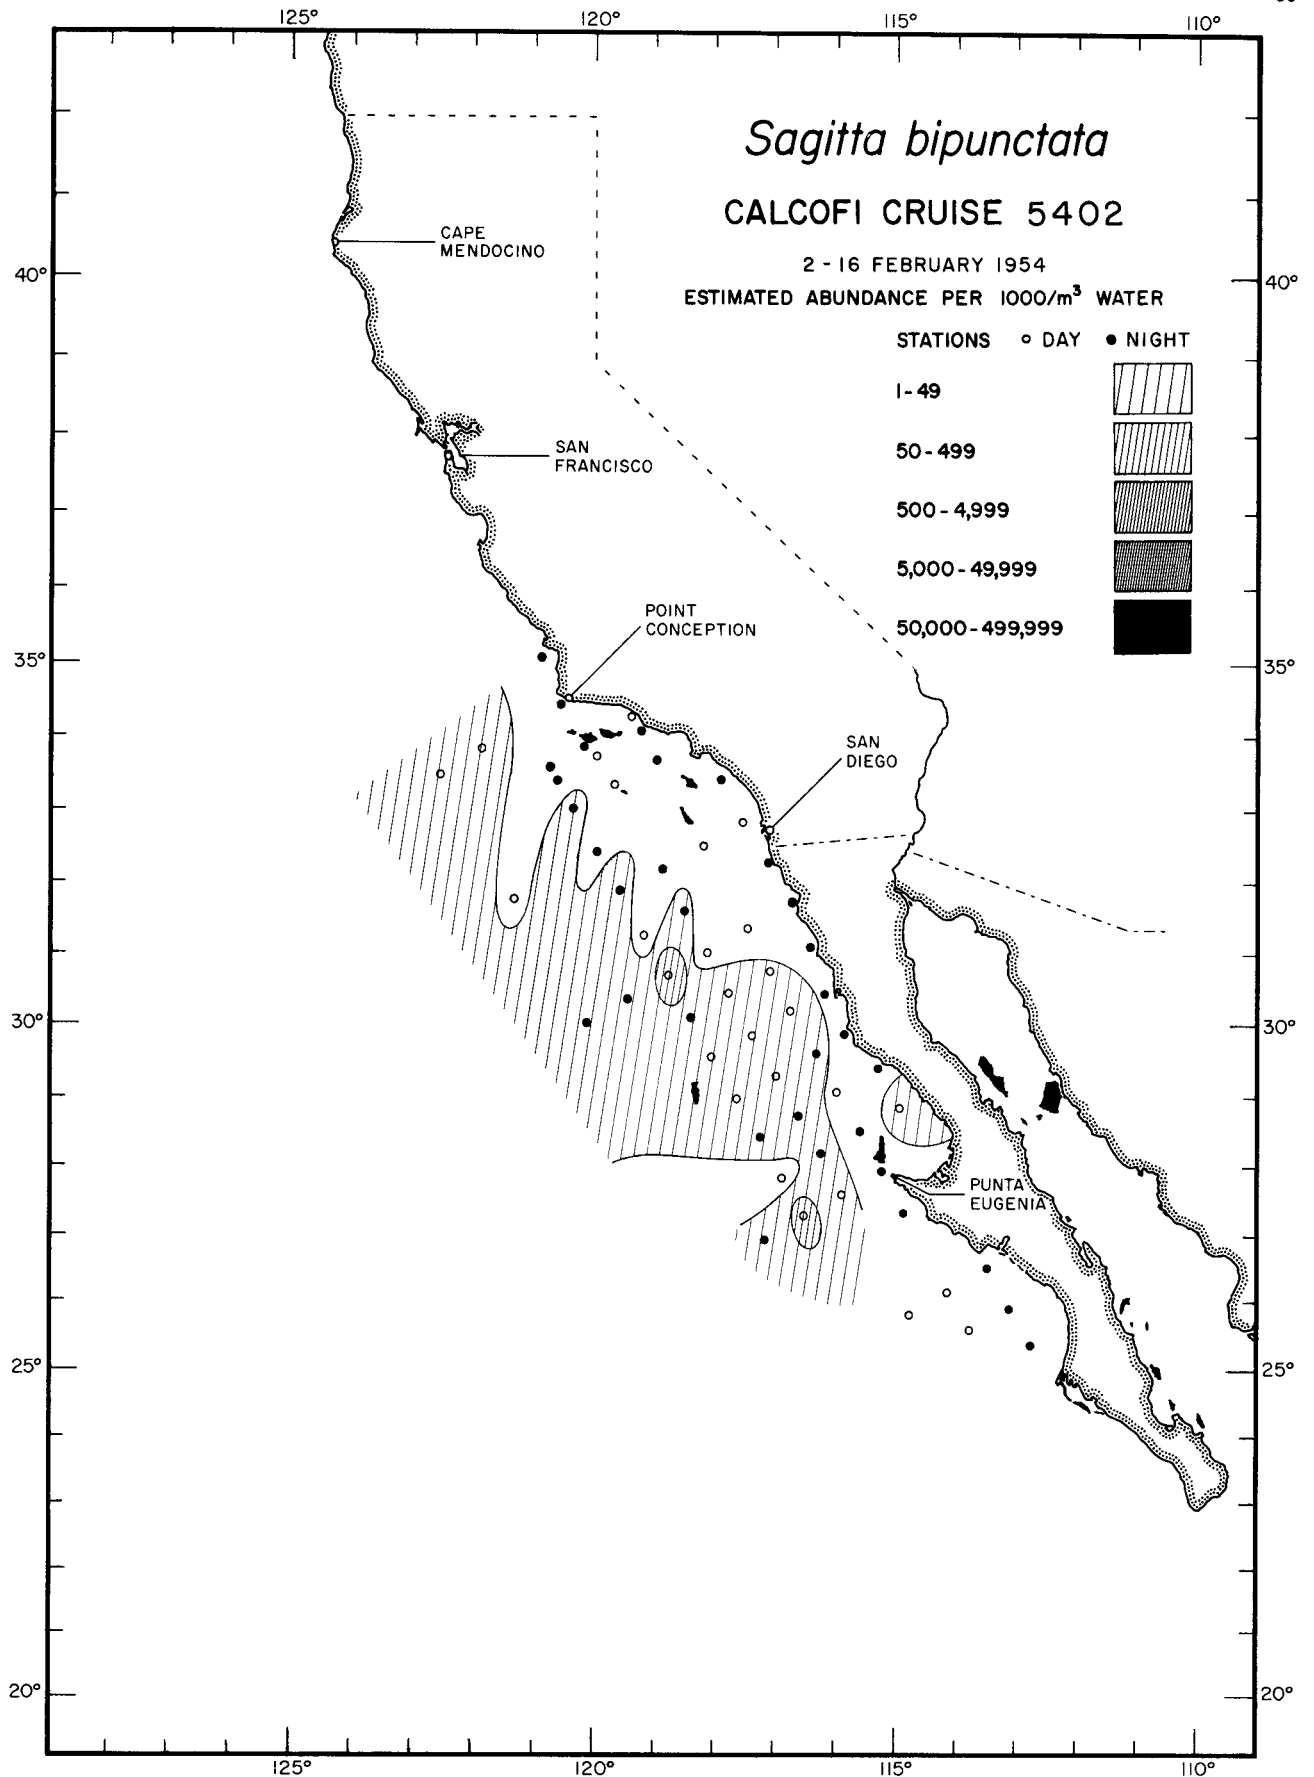 125° 120° 115° 110°
Sagitta bipunctata
CALCOFI CRUISE 5402
2 - 16 FEBRUARY 1954
ESTIMATED ABUNDANCE PER 1000/m³ WATER
STATIONS ○ DAY ● NIGHT
1 - 49
50 - 499
500 - 4,999
5,000 - 49,999
50,000 - 499,999
CAPE
MENDOCINO
40° 40°
SAN
FRANCISCO
POINT
CONCEPTION
35° 35°
SAN
DIEGO
30° 30°
PUNTA
EUGENIA
25° 25°
20° 20°
125° 120° 115° 110°